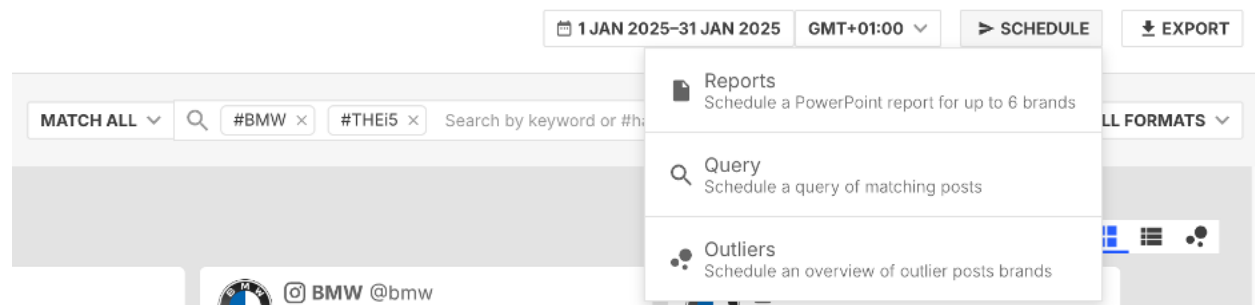 1 JAN 2025–31 JAN 2025 GMT+01:00 SCHEDULE EXPORT
Reports
Schedule a PowerPoint report for up to 6 brands
MATCH ALL #BMW × #THEi5 × Search by keyword or #ha LL FORMATS
Query
Schedule a query of matching posts
Outliers
Schedule an overview of outlier posts brands
BMW
BMW @bmw